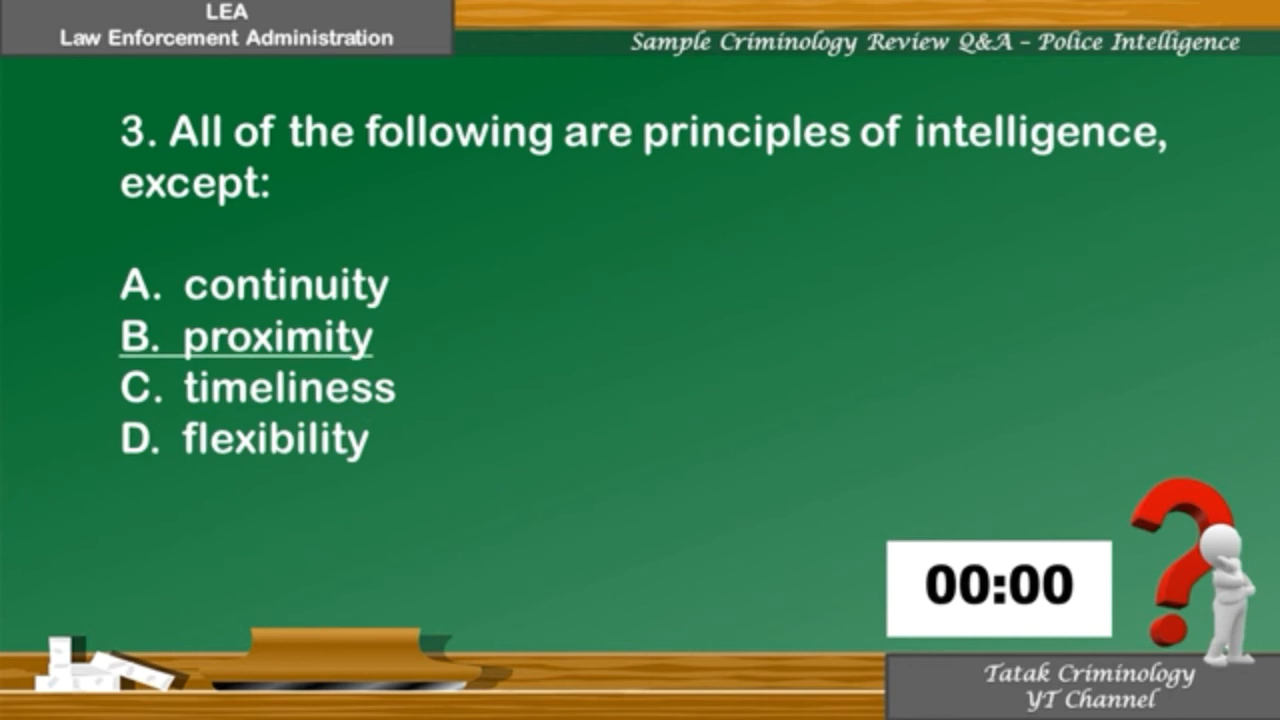 LEA
Law Enforcement Administration
Sample Criminology Review Q&A - Police Intelligence
3. All of the following are principles of intelligence,
except:
A. continuity
B. proximity
C. timeliness
D. flexibility
00:00
Tatak Criminology
YT Channel